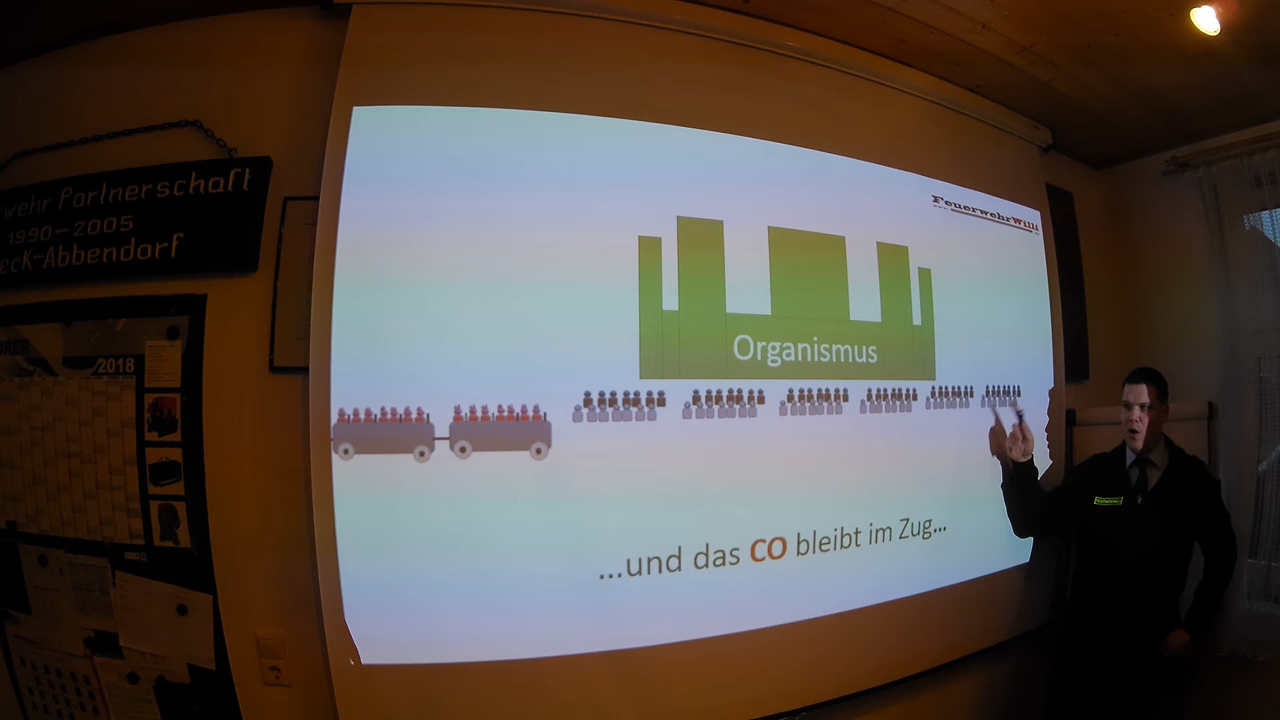 wehr Partnerschaft
1990-2005
eck-Abbendorf
2018
FeuerwehrWilli
Organismus
...und das CO bleibt im Zug...